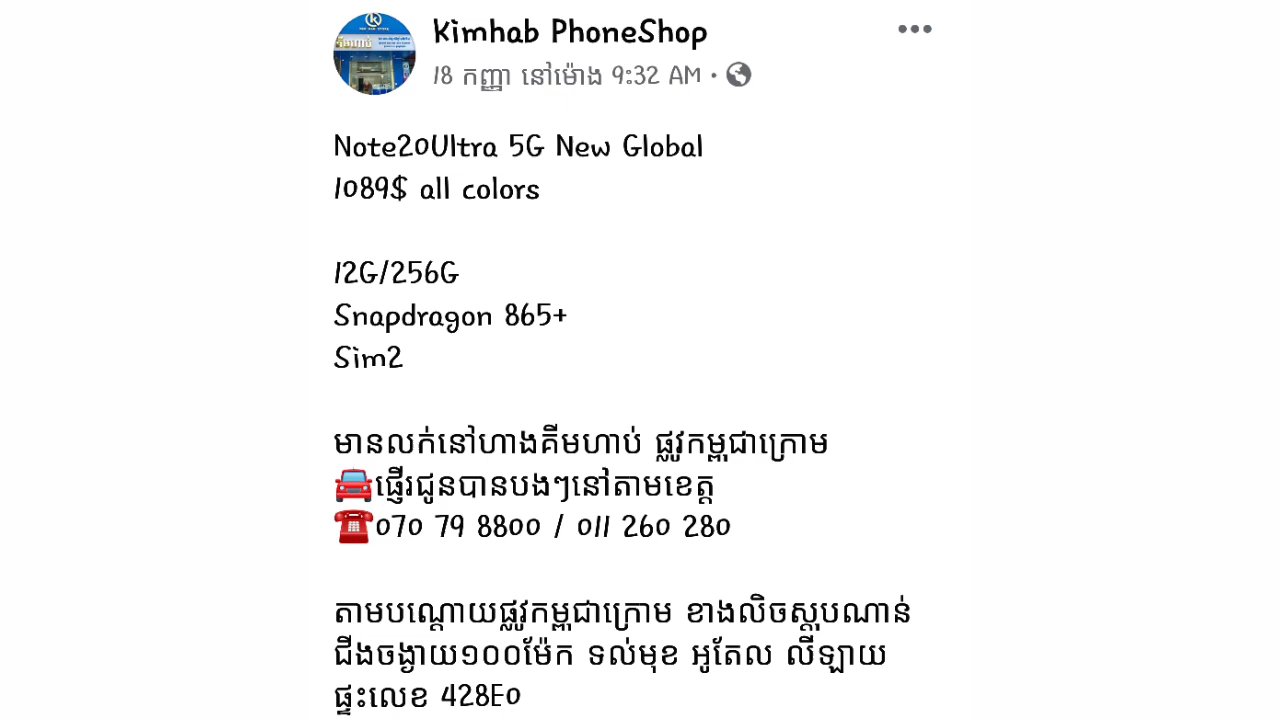 Kimhab PhoneShop
18 កញ្ញា នៅម៉ោង 9:32 AM
Note20Ultra 5G New Global
1089$ all colors
12G/256G
Snapdragon 865+
Sim2
មានលក់នៅហាងគីមហាប់ ផ្លូវកម្ពុជាក្រោម
ផ្ញើរជូនបានបងៗនៅតាមខេត្ត
070 79 8800 / 011 260 280
តាមបណ្តោយផ្លូវកម្ពុជាក្រោម ខាងលិចស្តុបណាន់
ជីងចង្ងាយ១០០ម៉ែក ទល់មុខ អូតែល លីឡាយ
ផ្ទះលេខ 428E0